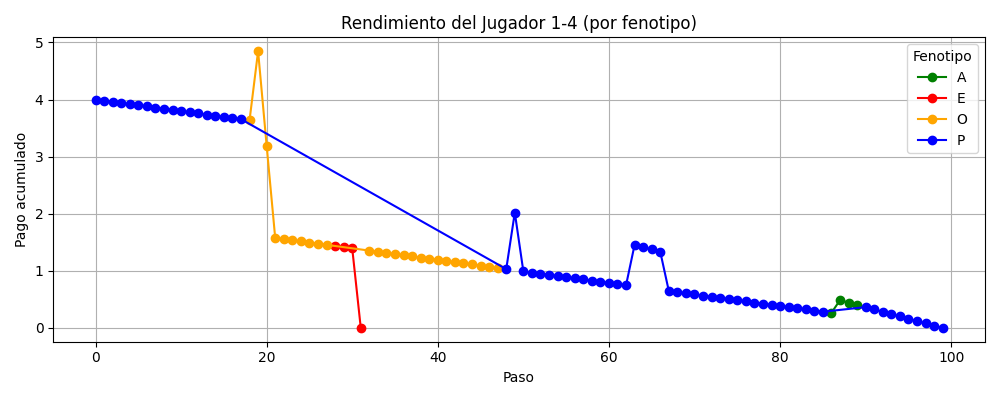 Rendimiento del Jugador 1-4 (por fenotipo)
Pago acumulado
5
4
3
2
1
0
Fenotipo
A
E
O
P
0 20 40 60 80 100
Paso